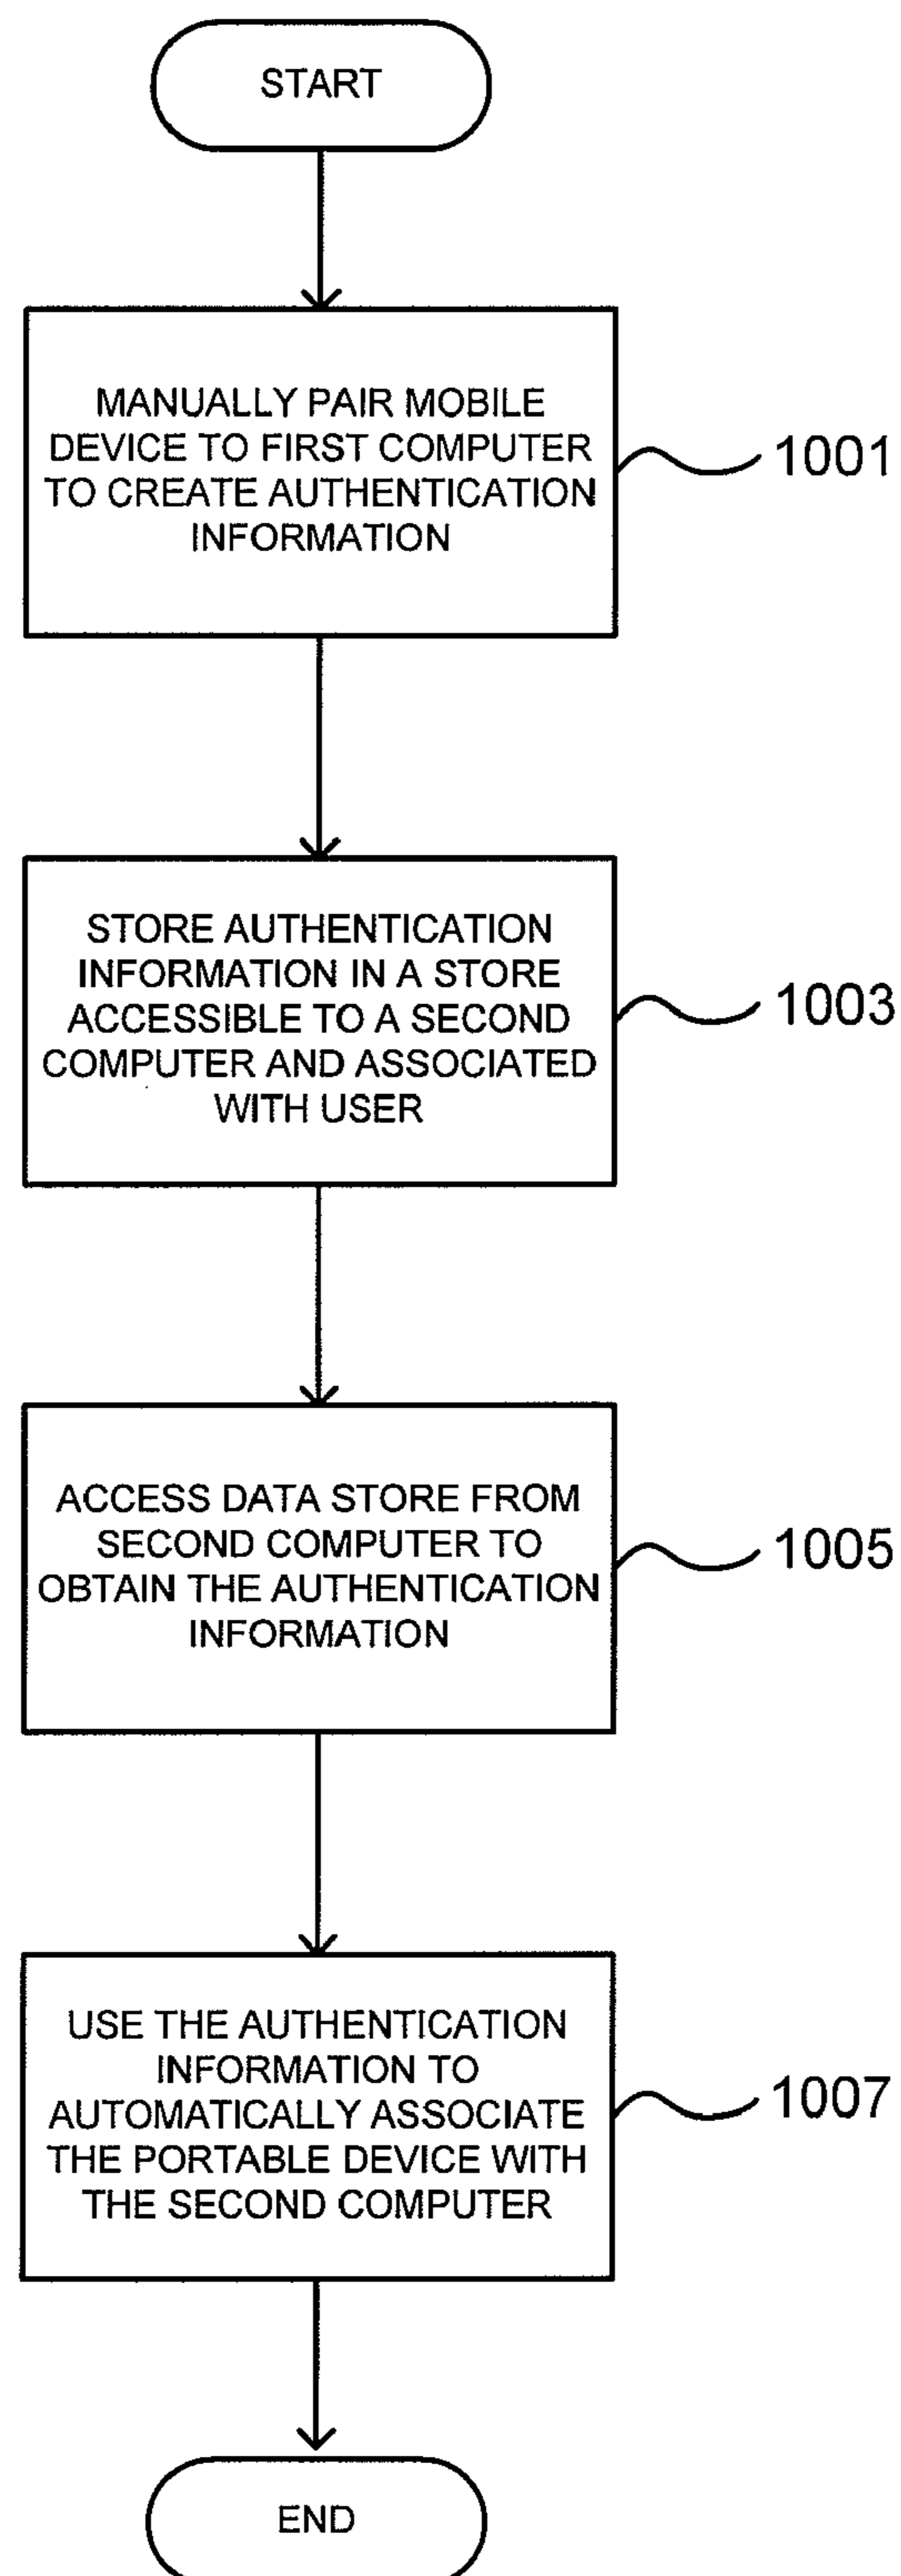 START
MANUALLY PAIR MOBILE
DEVICE TO FIRST COMPUTER
TO CREATE AUTHENTICATION
INFORMATION
1001
STORE AUTHENTICATION
INFORMATION IN A STORE
ACCESSIBLE TO A SECOND
COMPUTER AND ASSOCIATED
WITH USER
1003
ACCESS DATA STORE FROM
SECOND COMPUTER TO
OBTAIN THE AUTHENTICATION
INFORMATION
1005
USE THE AUTHENTICATION
INFORMATION TO
AUTOMATICALLY ASSOCIATE
THE PORTABLE DEVICE WITH
THE SECOND COMPUTER
1007
END